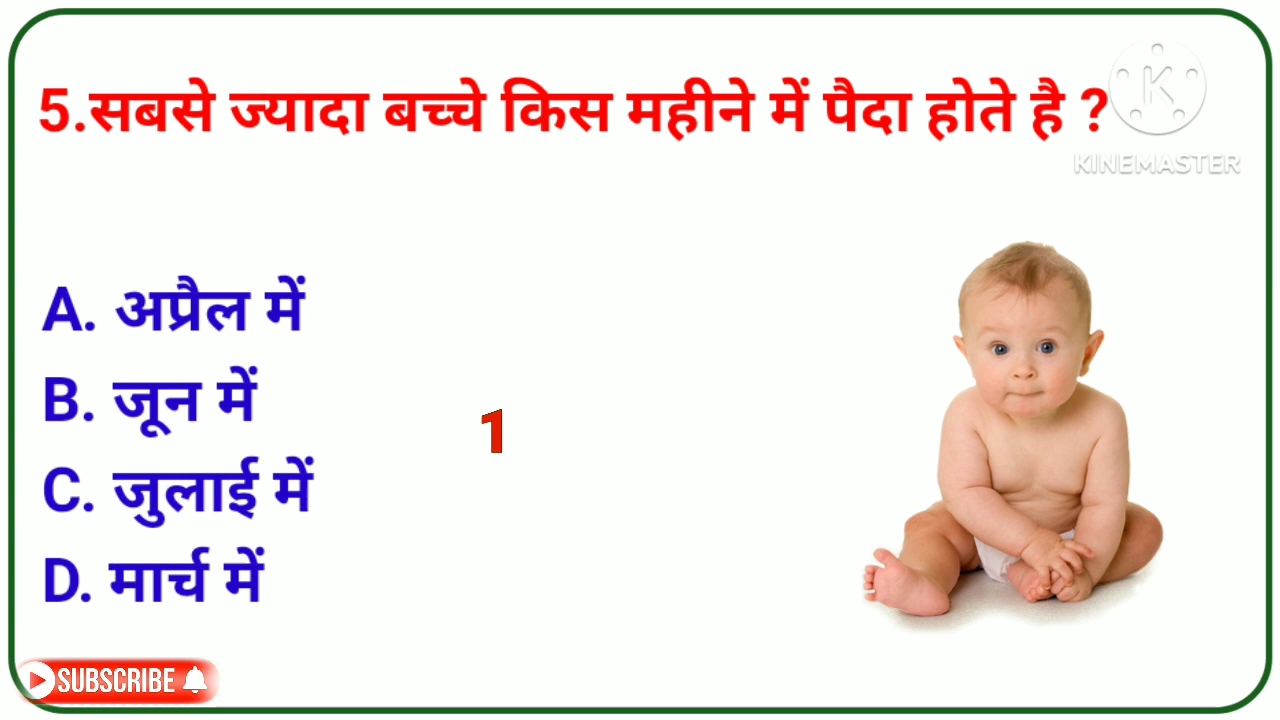 5.सबसे ज्यादा बच्चे किस महीने में पैदा होते है ?
K
KINEMASTER
A. अप्रैल में
B. जून में
1
C. जुलाई में
D. मार्च में
SUBSCRIBE